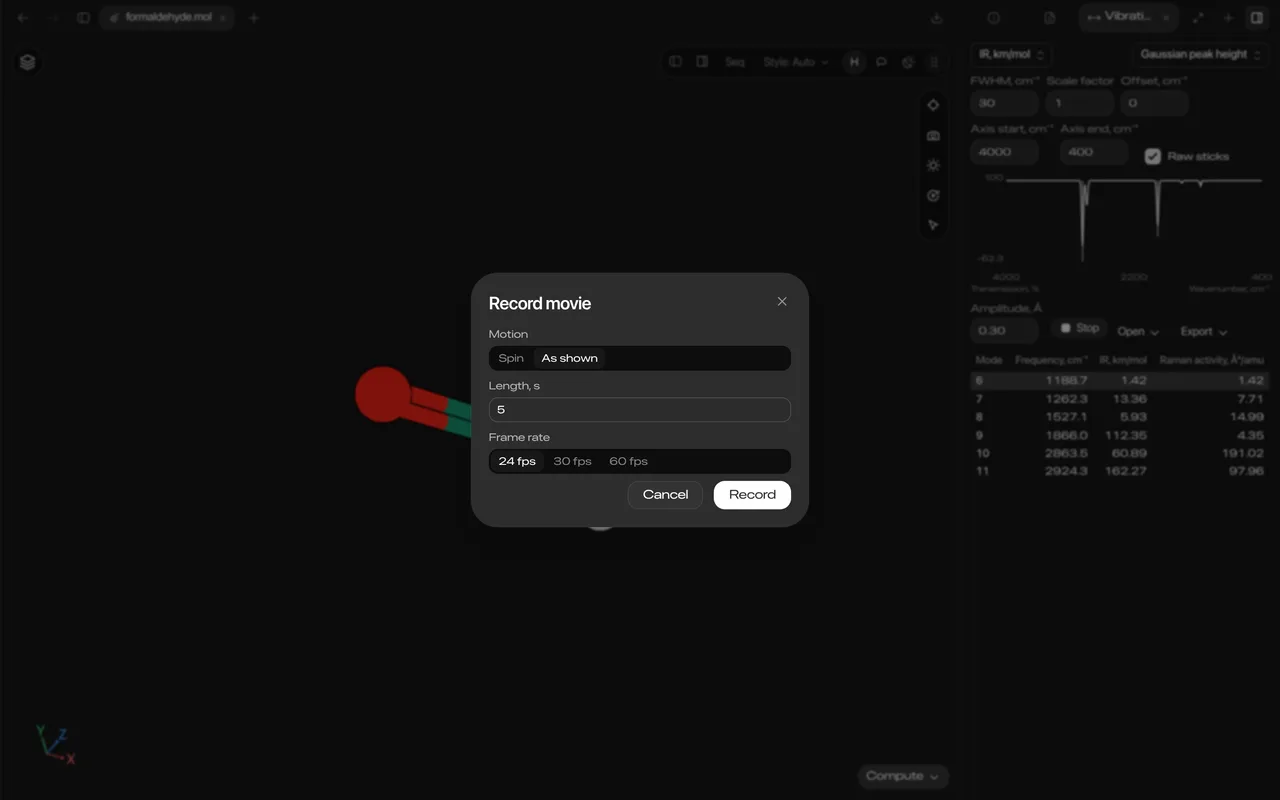 formaldehyde.mol
Vibrati...
Seq Style: Auto H
IR, km/mol Gaussian peak height
FWHM, cm⁻¹ Scale factor Offset, cm⁻¹
30 1 0
Axis start, cm⁻¹ Axis end, cm⁻¹
4000 400 Raw sticks
100
-62.3
4000 2200 400
Transmission, % Wavenumber, cm⁻¹
Amplitude, Å
0.30 Stop Open Export
Mode Frequency, cm⁻¹ IR, km/mol Raman activity, Å⁴/amu
6 1188.7 1.42 1.42
7 1262.3 13.36 7.71
8 1527.1 5.93 14.99
9 1866.0 112.35 4.35
10 2863.5 60.89 191.02
11 2924.3 162.27 97.96
Record movie
Motion
Spin As shown
Length, s
5
Frame rate
24 fps 30 fps 60 fps
Cancel Record
Y Z X
Compute